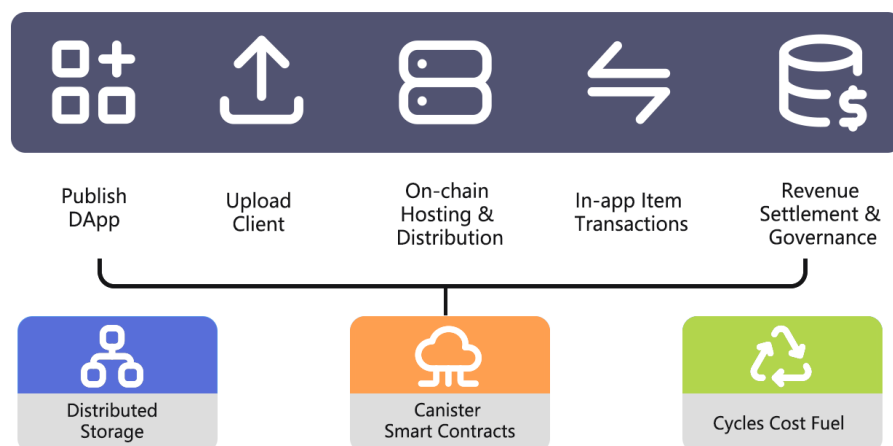 Publish
DApp
Upload
Client
On-chain
Hosting &
Distribution
In-app Item
Transactions
Revenue
Settlement &
Governance
Distributed
Storage
Canister
Smart Contracts
Cycles Cost Fuel